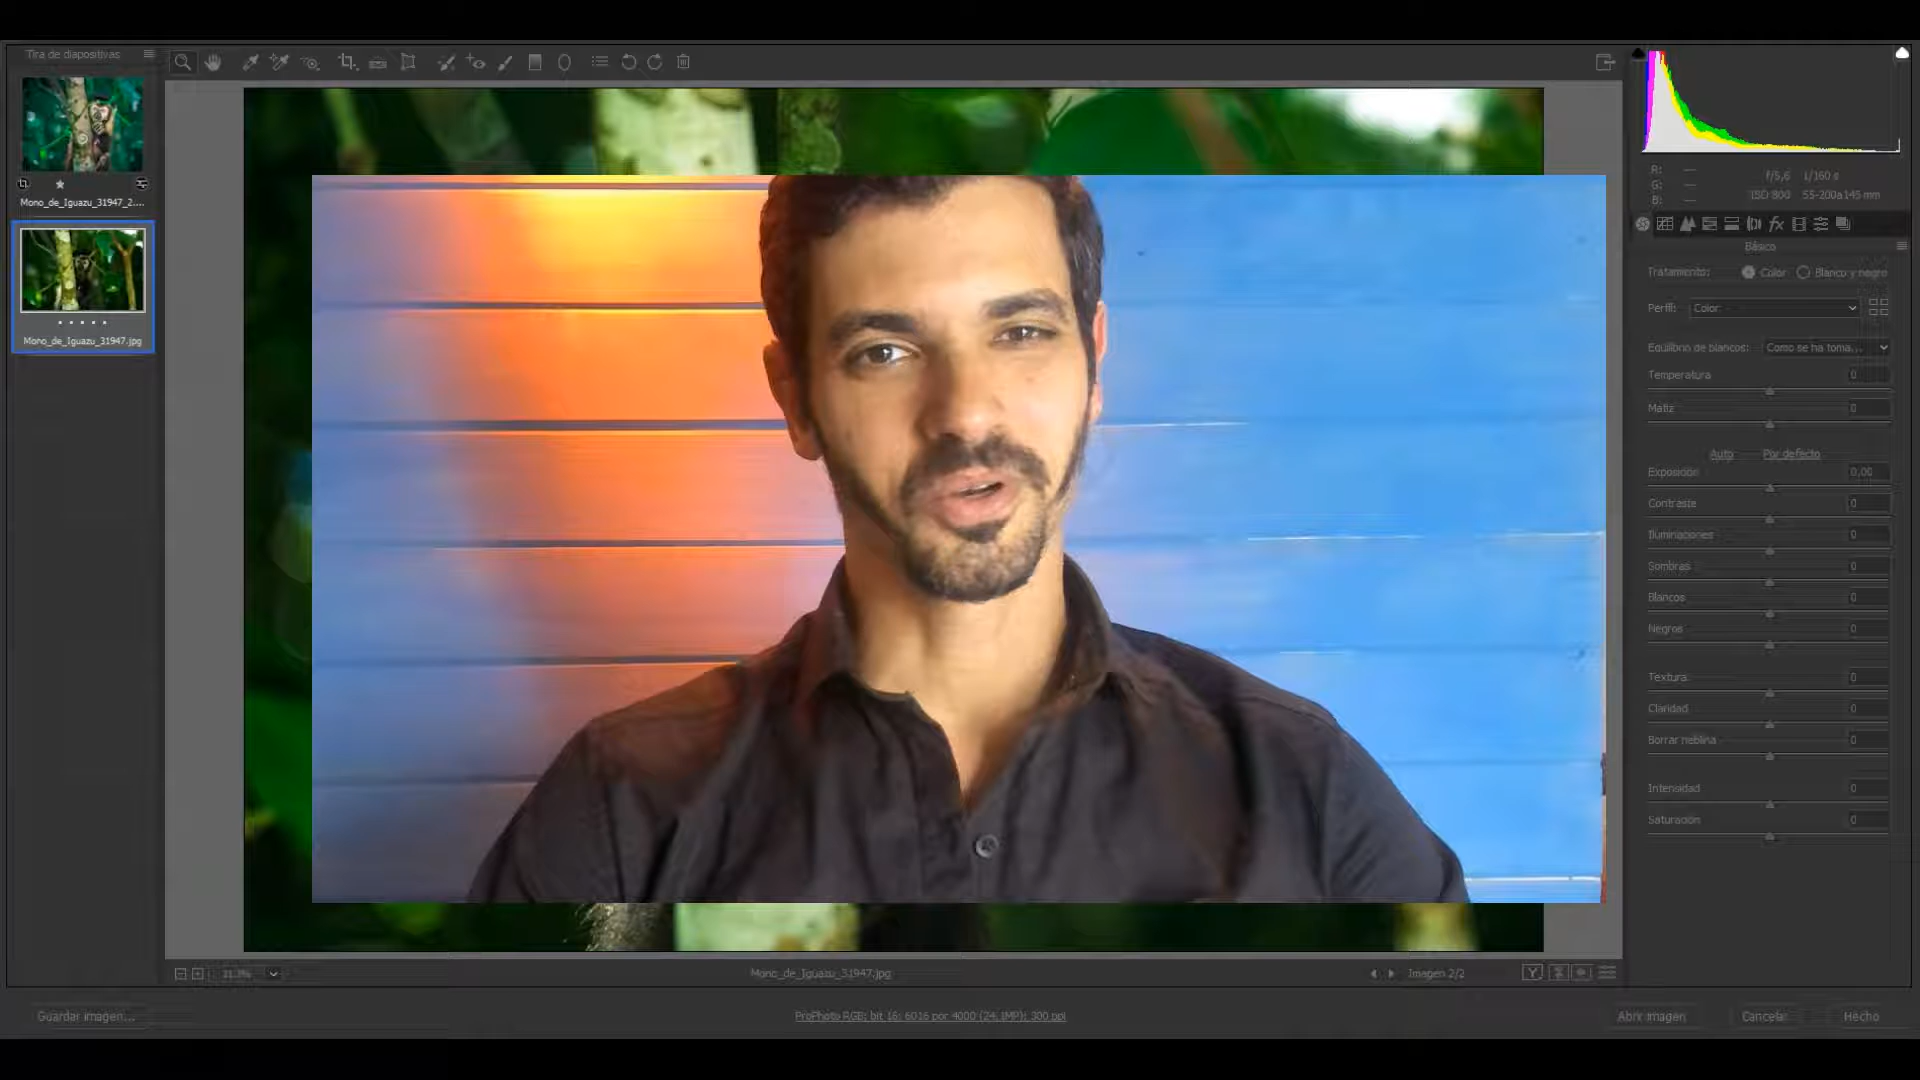 Tira de diapositivas
Mono_de_Iguazu_31947_2....
Mono_de_Iguazu_31947.jpg
R: ---
G: ---
B: ---
f/5,6 1/160 s
ISO 800 55-200a145 mm
Básico
Tratamiento: Color Blanco y negro
Perfil: Color
Equilibrio de blancos: Como se ha toma...
Temperatura 0
Matiz 0
Auto Por defecto
Exposición 0,00
Contraste 0
Iluminaciones 0
Sombras 0
Blancos 0
Negros 0
Textura 0
Claridad 0
Borrar neblina 0
Intensidad 0
Saturación 0
Mono_de_Iguazu_31947.jpg
Imagen 2/2
Guardar imagen...
ProPhoto RGB; bit 16; 6016 por 4000 (24,1MP); 300 ppi
Abrir imagen
Cancelar
Hecho